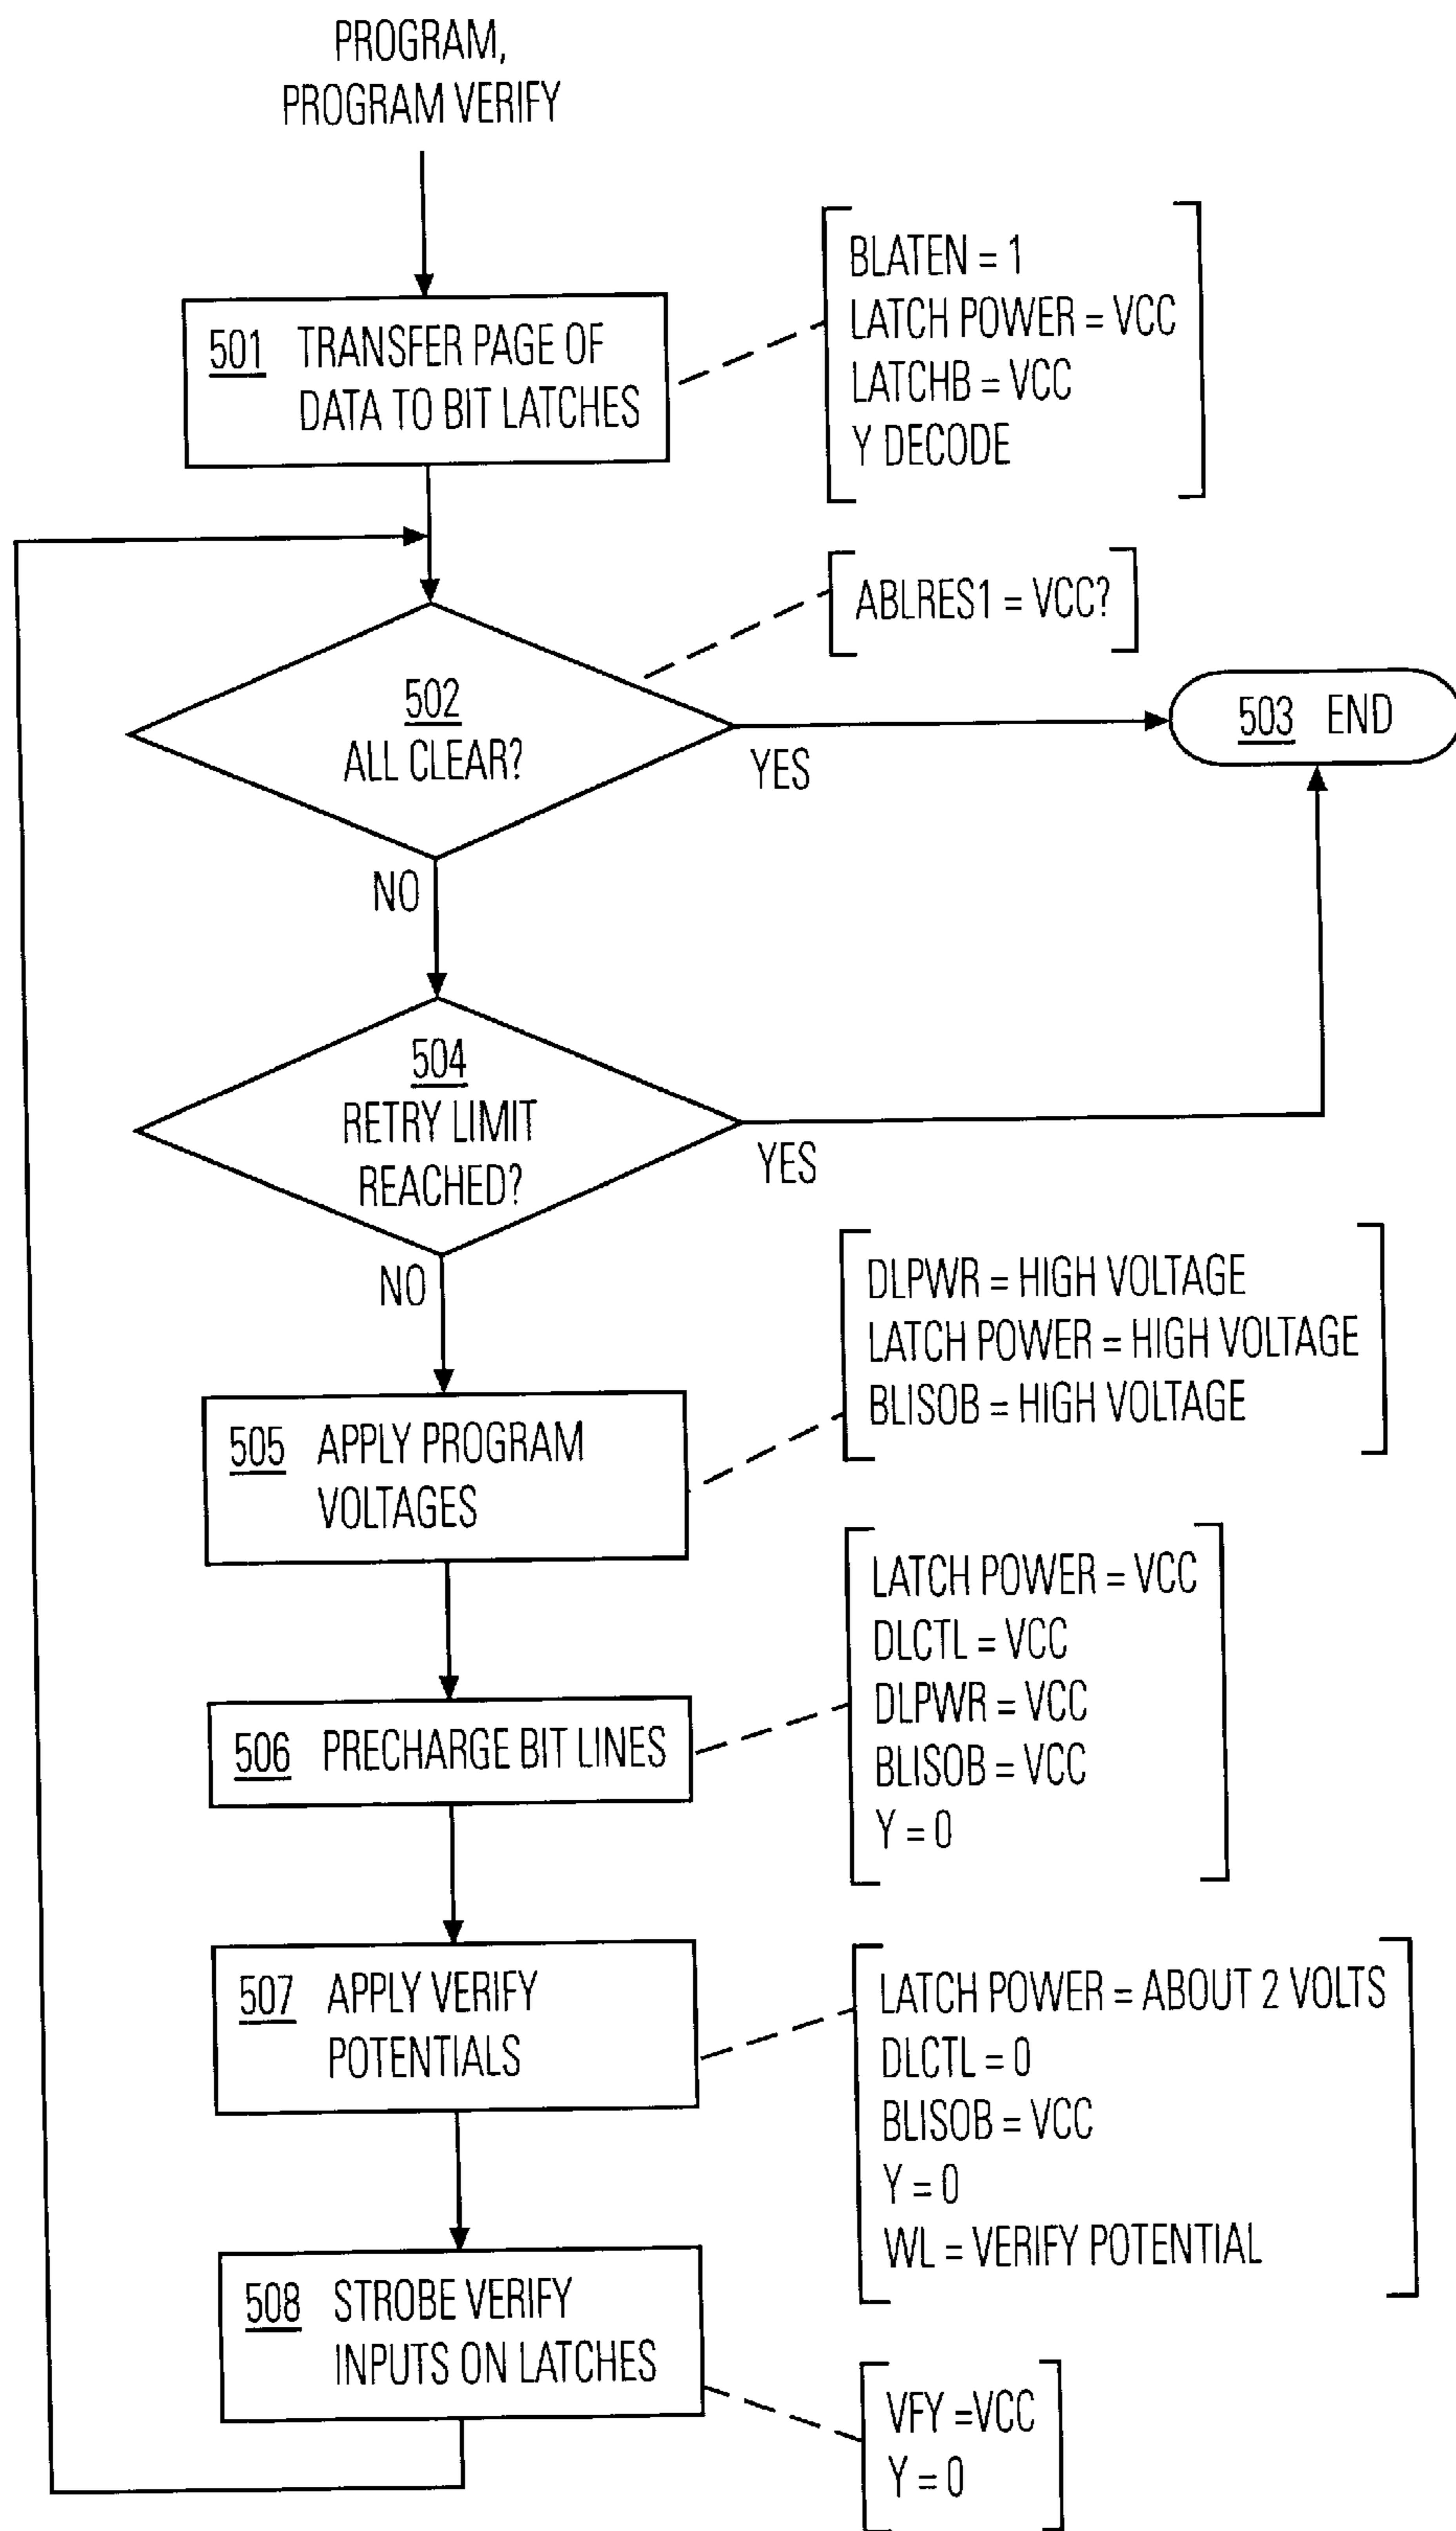 PROGRAM,
PROGRAM VERIFY
501 TRANSFER PAGE OF
DATA TO BIT LATCHES
BLATEN = 1
LATCH POWER = VCC
LATCHB = VCC
Y DECODE
502
ALL CLEAR?
ABLRES1 = VCC?
YES
503 END
NO
504
RETRY LIMIT
REACHED?
YES
NO
505 APPLY PROGRAM
VOLTAGES
DLPWR = HIGH VOLTAGE
LATCH POWER = HIGH VOLTAGE
BLISOB = HIGH VOLTAGE
506 PRECHARGE BIT LINES
LATCH POWER = VCC
DLCTL = VCC
DLPWR = VCC
BLISOB = VCC
Y = 0
507 APPLY VERIFY
POTENTIALS
LATCH POWER = ABOUT 2 VOLTS
DLCTL = 0
BLISOB = VCC
Y = 0
WL = VERIFY POTENTIAL
508 STROBE VERIFY
INPUTS ON LATCHES
VFY =VCC
Y = 0